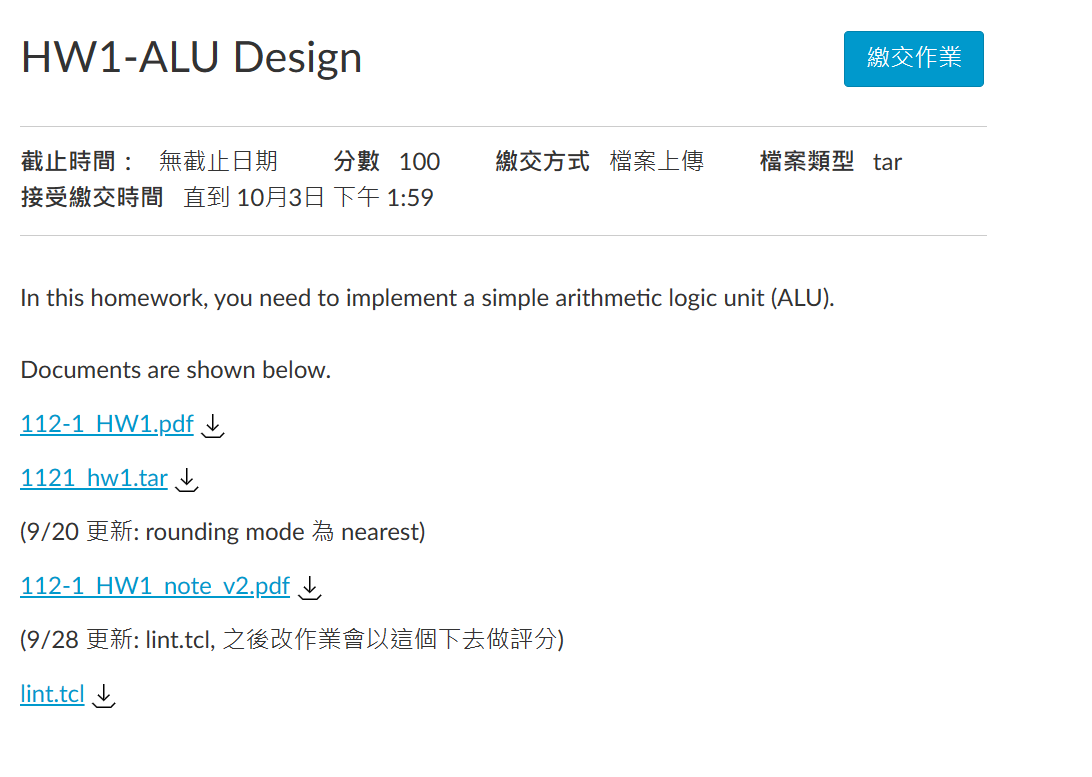 HW1-ALU Design
繳交作業
截止時間： 無截止日期 分數 100 繳交方式 檔案上傳 檔案類型 tar
接受繳交時間 直到 10月3日 下午 1:59
In this homework, you need to implement a simple arithmetic logic unit (ALU).
Documents are shown below.
112-1_HW1.pdf
1121_hw1.tar
(9/20 更新: rounding mode 為 nearest)
112-1_HW1_note_v2.pdf
(9/28 更新: lint.tcl, 之後改作業會以這個下去做評分)
lint.tcl